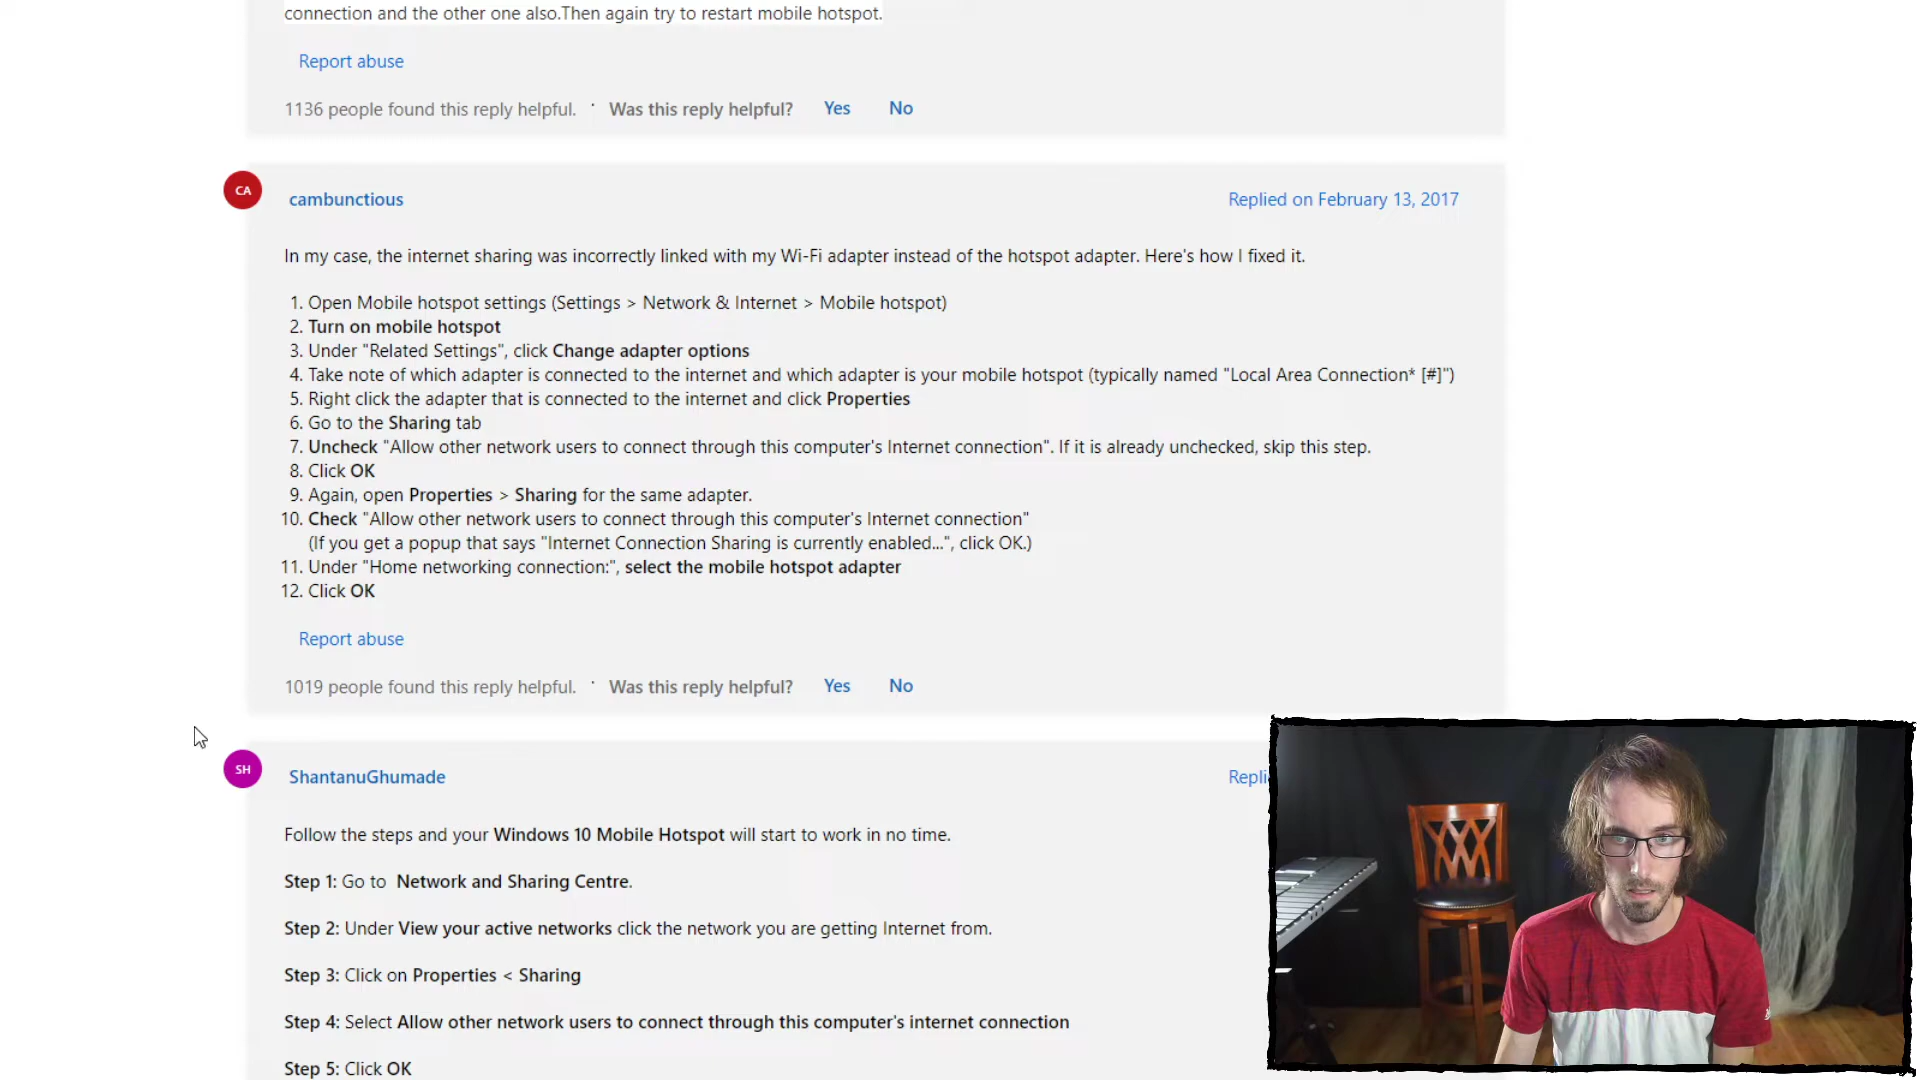 connection and the other one also.Then again try to restart mobile hotspot.
Report abuse
1136 people found this reply helpful. · Was this reply helpful? Yes No
CA
cambunctious
Replied on February 13, 2017
In my case, the internet sharing was incorrectly linked with my Wi-Fi adapter instead of the hotspot adapter. Here's how I fixed it.
1. Open Mobile hotspot settings (Settings > Network & Internet > Mobile hotspot)
2. Turn on mobile hotspot
3. Under "Related Settings", click Change adapter options
4. Take note of which adapter is connected to the internet and which adapter is your mobile hotspot (typically named "Local Area Connection* [#]")
5. Right click the adapter that is connected to the internet and click Properties
6. Go to the Sharing tab
7. Uncheck "Allow other network users to connect through this computer's Internet connection". If it is already unchecked, skip this step.
8. Click OK
9. Again, open Properties > Sharing for the same adapter.
10. Check "Allow other network users to connect through this computer's Internet connection"
(If you get a popup that says "Internet Connection Sharing is currently enabled...", click OK.)
11. Under "Home networking connection:", select the mobile hotspot adapter
12. Click OK
Report abuse
1019 people found this reply helpful. · Was this reply helpful? Yes No
SH
ShantanuGhumade
Repli
Follow the steps and your Windows 10 Mobile Hotspot will start to work in no time.
Step 1: Go to Network and Sharing Centre.
Step 2: Under View your active networks click the network you are getting Internet from.
Step 3: Click on Properties < Sharing
Step 4: Select Allow other network users to connect through this computer's internet connection
Step 5: Click OK